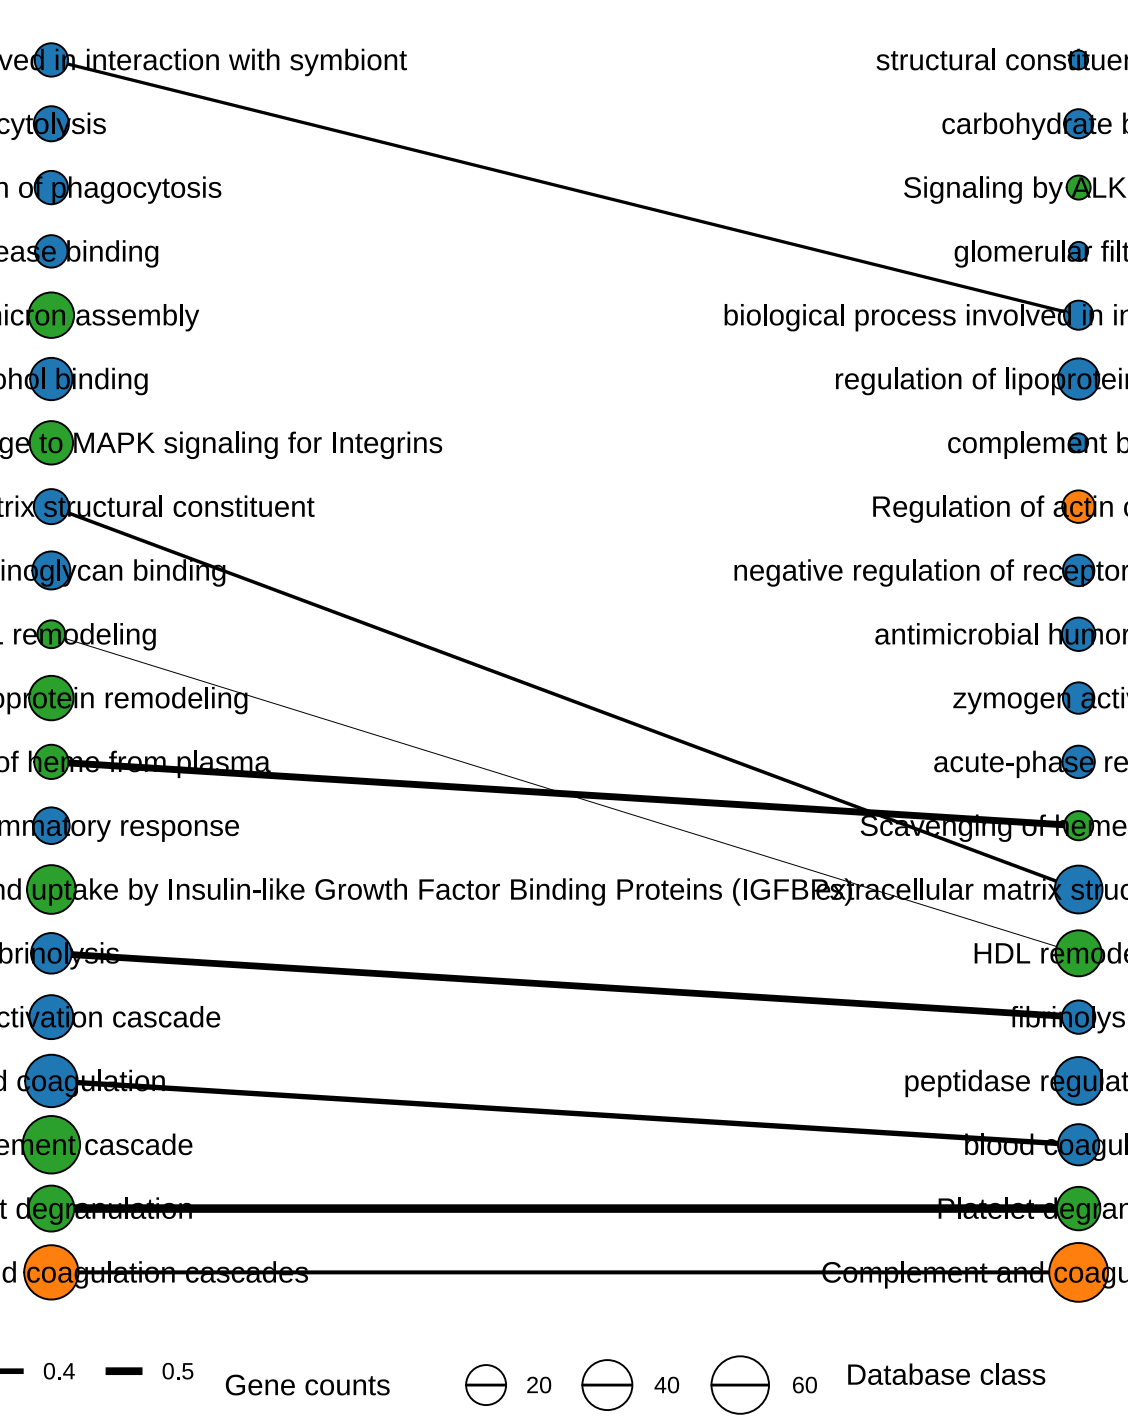 ved in interaction with symbiont
structural constituen
cytolysis
carbohydrate b
n of phagocytosis
Signaling by ALK
ease binding
glomerular filt
nicron assembly
biological process involved in in
ohol binding
regulation of lipoprotein
ge to MAPK signaling for Integrins
complement b
trix structural constituent
Regulation of actin c
inoglycan binding
negative regulation of receptor
L remodeling
antimicrobial humor
oprotein remodeling
zymogen activ
of heme from plasma
acute-phase re
mmatory response
Scavenging of heme
nd uptake by Insulin-like Growth Factor Binding Proteins (IGFBPs)
extracellular matrix struc
brinolysis
HDL remode
ctivation cascade
fibrinolys
d coagulation
peptidase regulat
ement cascade
blood coagul
t degranulation
Platelet degran
d coagulation cascades
Complement and coagu
0.4 0.5 Gene counts 20 40 60 Database class